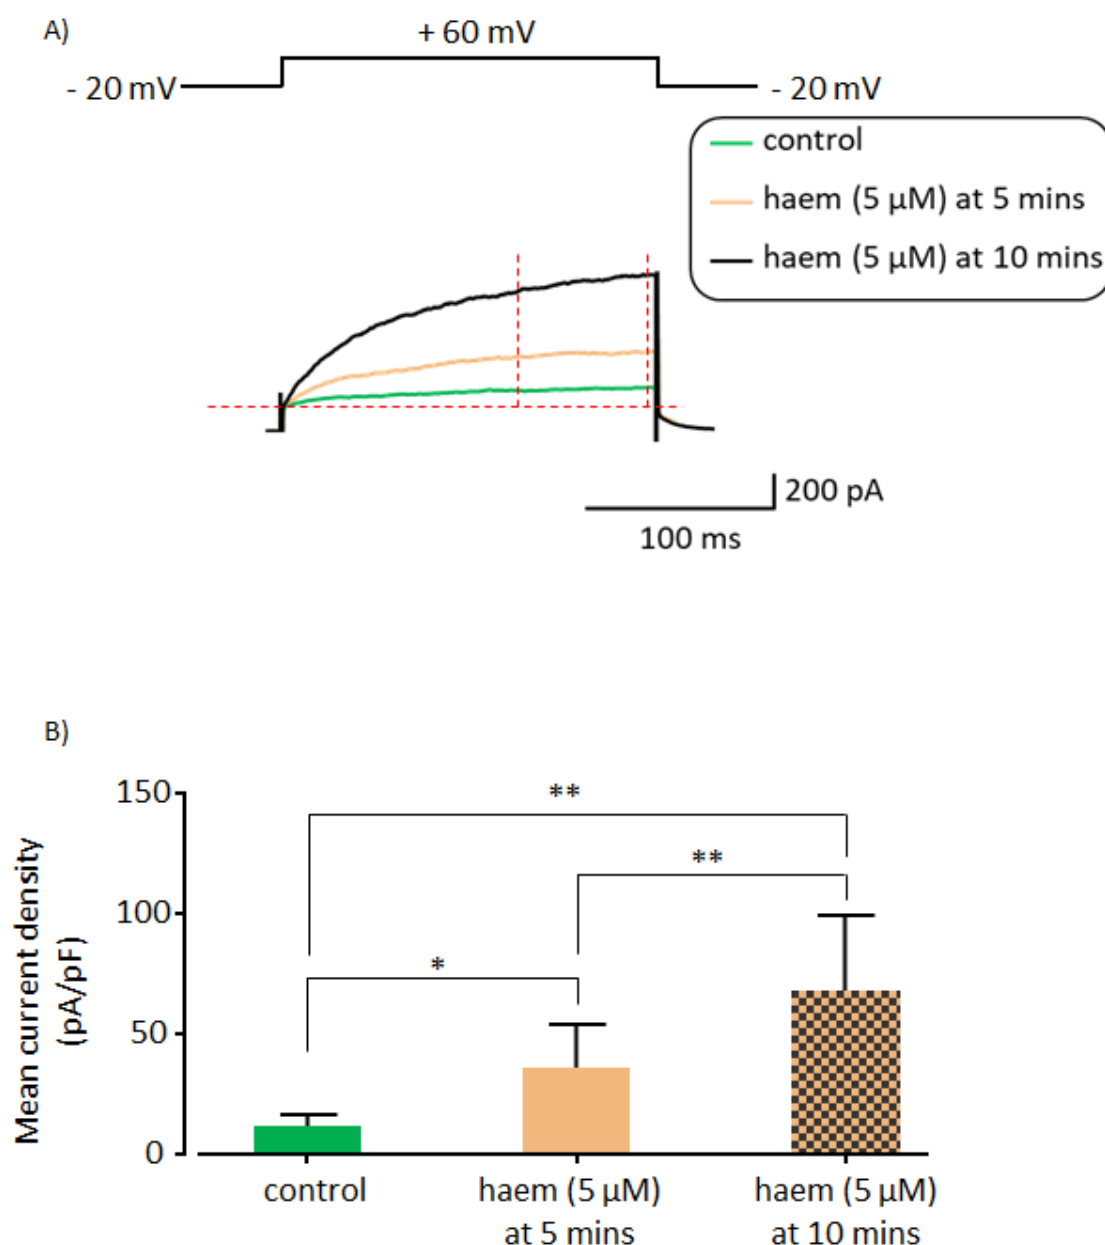 A)
+ 60 mV
- 20 mV
- 20 mV
control
haem (5 µM) at 5 mins
haem (5 µM) at 10 mins
200 pA
100 ms
B)
Mean current density
(pA/pF)
150
100
50
0
**
**
*
control
haem (5 µM)
at 5 mins
haem (5 µM)
at 10 mins